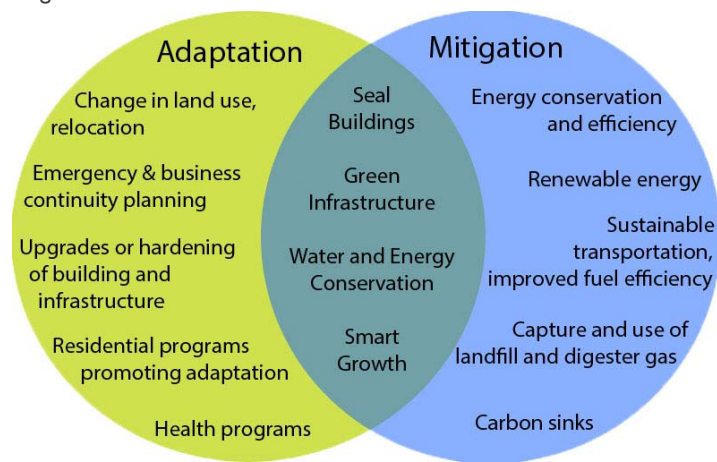 Adaptation
Change in land use,
relocation
Emergency & business
continuity planning
Upgrades or hardening
of building and
infrastructure
Residential programs
promoting adaptation
Health programs
Seal
Buildings
Green
Infrastructure
Water and Energy
Conservation
Smart
Growth
Mitigation
Energy conservation
and efficiency
Renewable energy
Sustainable
transportation,
improved fuel efficiency
Capture and use of
landfill and digester gas
Carbon sinks